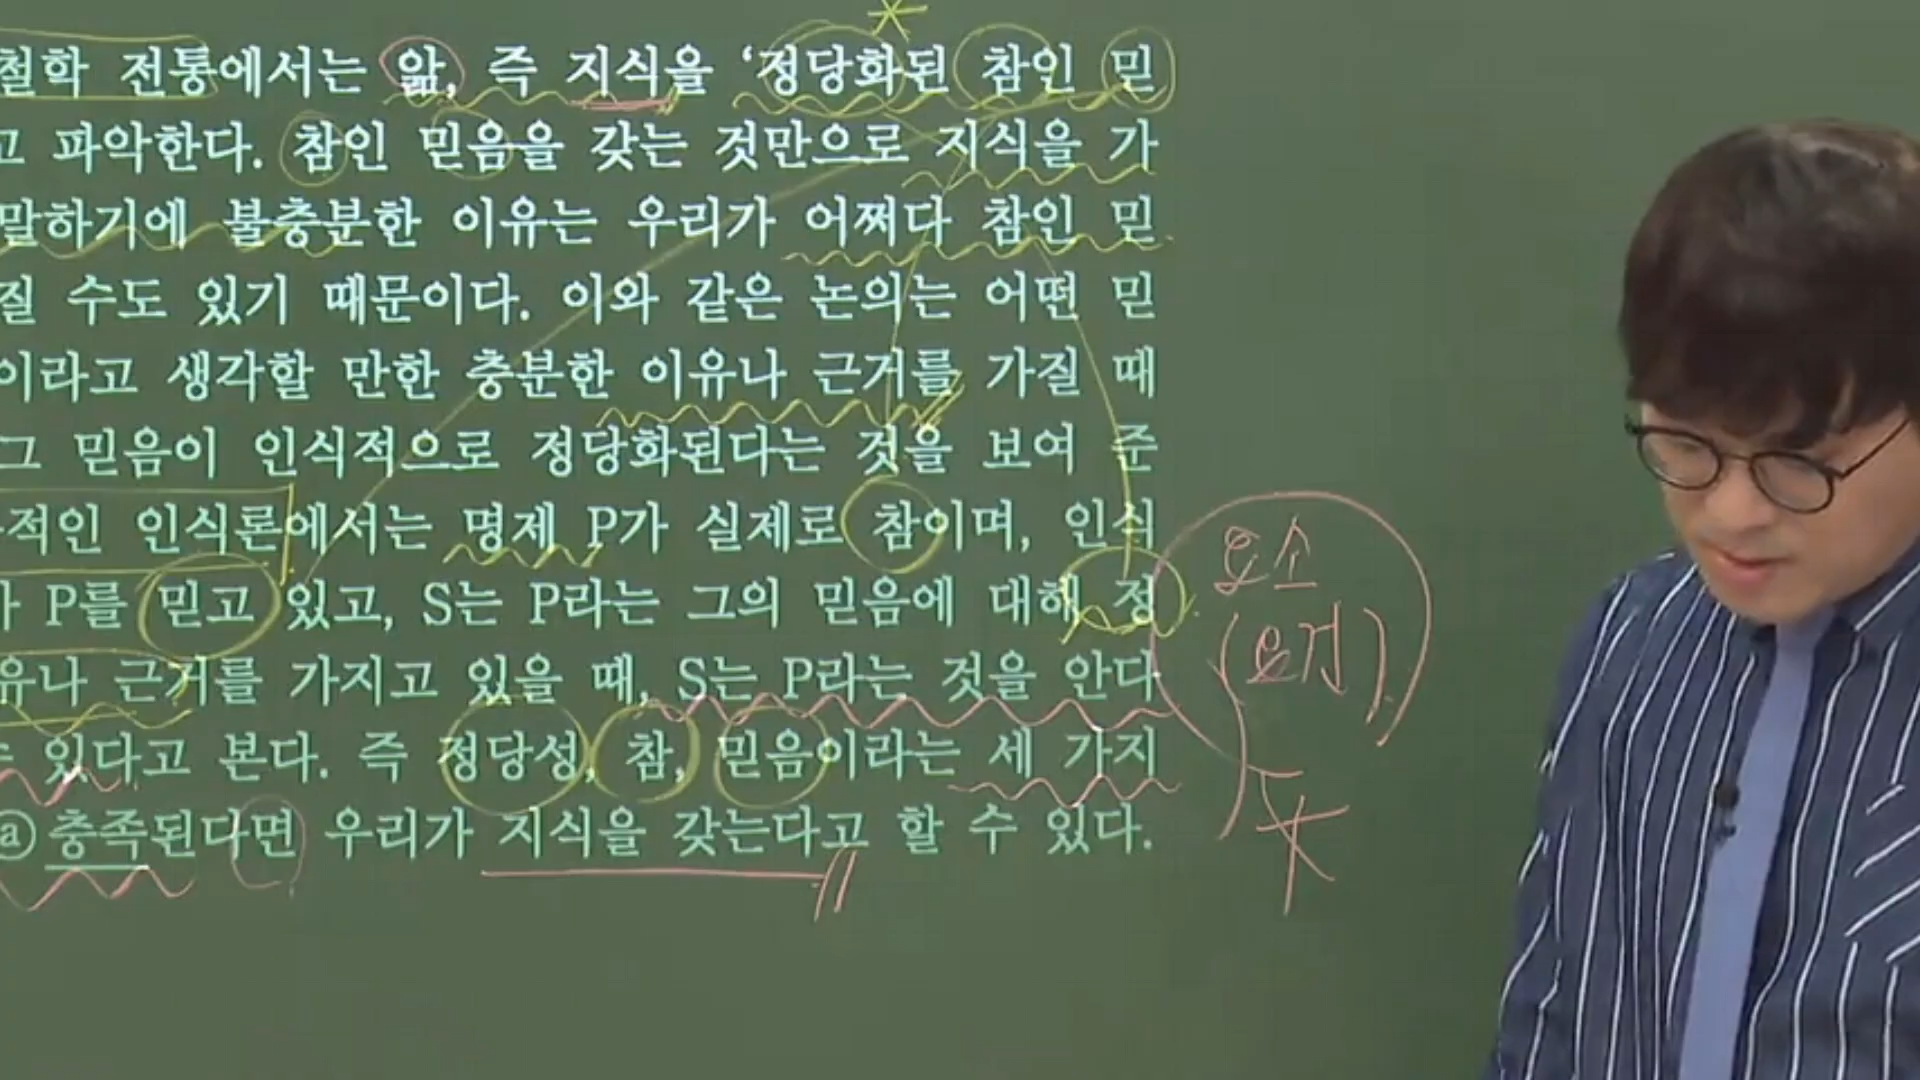 철학 전통에서는 앎, 즉 지식을 ‘정당화된 참인 믿
고 파악한다. 참인 믿음을 갖는 것만으로 지식을 가
말하기에 불충분한 이유는 우리가 어쩌다 참인 믿
질 수도 있기 때문이다. 이와 같은 논의는 어떤 믿
이라고 생각할 만한 충분한 이유나 근거를 가질 때
그 믿음이 인식적으로 정당화된다는 것을 보여 준
적인 인식론에서는 명제 P가 실제로 참이며, 인식
가 P를 믿고 있고, S는 P라는 그의 믿음에 대해 정
유나 근거를 가지고 있을 때, S는 P라는 것을 안다
있다고 본다. 즉 정당성, 참, 믿음이라는 세 가지
ⓐ 충족된다면 우리가 지식을 갖는다고 할 수 있다.
요소
(요건)